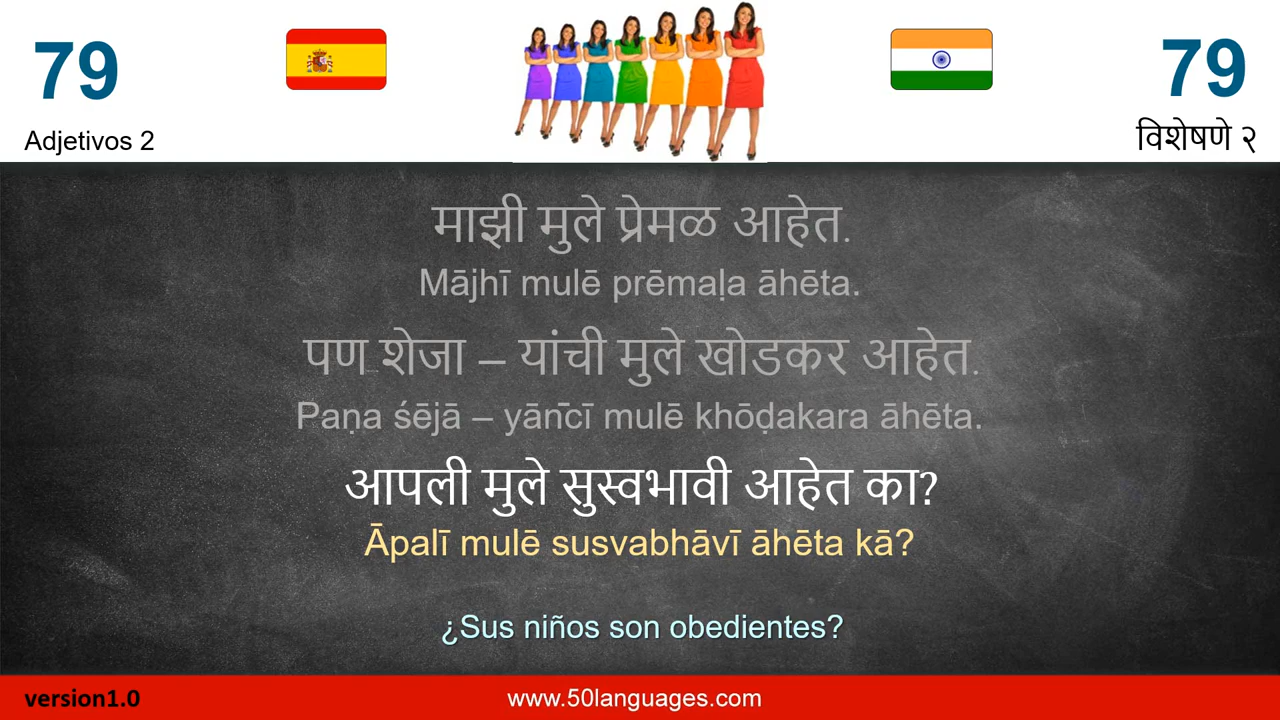 79
79
Adjetivos 2
विशेषणे २
माझी मुले प्रेमळ आहेत.
Mājhī mulē prēmaḷa āhēta.
पण शेजा – यांची मुले खोडकर आहेत.
Paṇa śējā – yān̄cī mulē khōḍakara āhēta.
आपली मुले सुस्वभावी आहेत का?
Āpalī mulē susvabhāvī āhēta kā?
¿Sus niños son obedientes?
version1.0
www.50languages.com